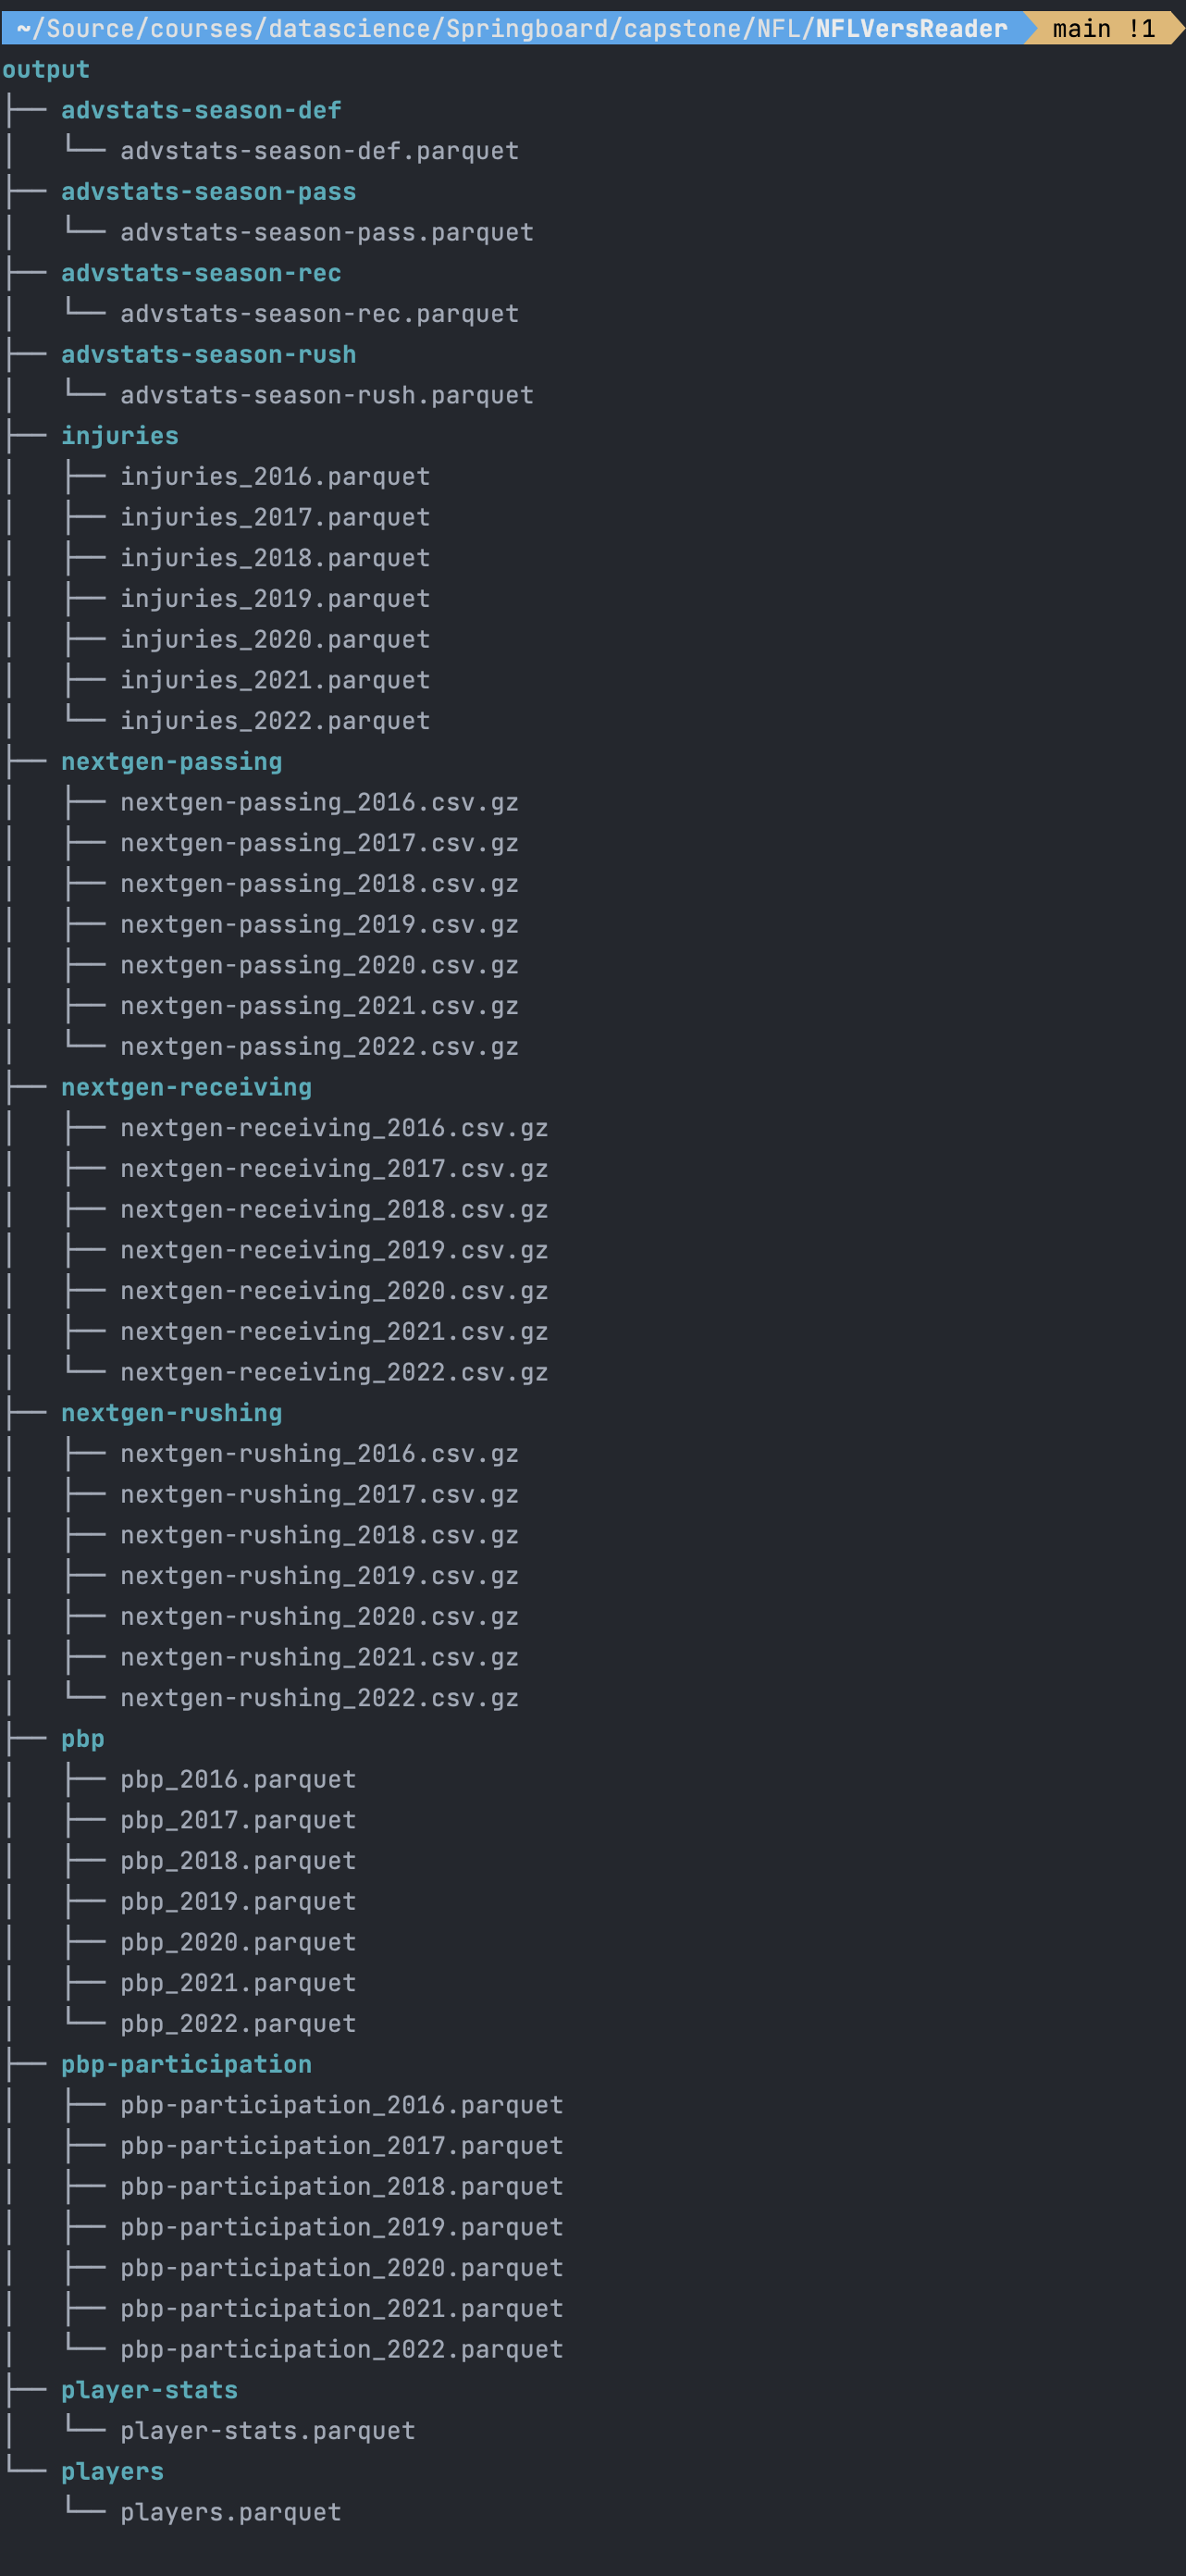 ~/Source/courses/datascience/Springboard/capstone/NFL/NFLVersReader main !1
output
├── advstats-season-def
│   └── advstats-season-def.parquet
├── advstats-season-pass
│   └── advstats-season-pass.parquet
├── advstats-season-rec
│   └── advstats-season-rec.parquet
├── advstats-season-rush
│   └── advstats-season-rush.parquet
├── injuries
│   ├── injuries_2016.parquet
│   ├── injuries_2017.parquet
│   ├── injuries_2018.parquet
│   ├── injuries_2019.parquet
│   ├── injuries_2020.parquet
│   ├── injuries_2021.parquet
│   └── injuries_2022.parquet
├── nextgen-passing
│   ├── nextgen-passing_2016.csv.gz
│   ├── nextgen-passing_2017.csv.gz
│   ├── nextgen-passing_2018.csv.gz
│   ├── nextgen-passing_2019.csv.gz
│   ├── nextgen-passing_2020.csv.gz
│   ├── nextgen-passing_2021.csv.gz
│   └── nextgen-passing_2022.csv.gz
├── nextgen-receiving
│   ├── nextgen-receiving_2016.csv.gz
│   ├── nextgen-receiving_2017.csv.gz
│   ├── nextgen-receiving_2018.csv.gz
│   ├── nextgen-receiving_2019.csv.gz
│   ├── nextgen-receiving_2020.csv.gz
│   ├── nextgen-receiving_2021.csv.gz
│   └── nextgen-receiving_2022.csv.gz
├── nextgen-rushing
│   ├── nextgen-rushing_2016.csv.gz
│   ├── nextgen-rushing_2017.csv.gz
│   ├── nextgen-rushing_2018.csv.gz
│   ├── nextgen-rushing_2019.csv.gz
│   ├── nextgen-rushing_2020.csv.gz
│   ├── nextgen-rushing_2021.csv.gz
│   └── nextgen-rushing_2022.csv.gz
├── pbp
│   ├── pbp_2016.parquet
│   ├── pbp_2017.parquet
│   ├── pbp_2018.parquet
│   ├── pbp_2019.parquet
│   ├── pbp_2020.parquet
│   ├── pbp_2021.parquet
│   └── pbp_2022.parquet
├── pbp-participation
│   ├── pbp-participation_2016.parquet
│   ├── pbp-participation_2017.parquet
│   ├── pbp-participation_2018.parquet
│   ├── pbp-participation_2019.parquet
│   ├── pbp-participation_2020.parquet
│   ├── pbp-participation_2021.parquet
│   └── pbp-participation_2022.parquet
├── player-stats
│   └── player-stats.parquet
└── players
    └── players.parquet